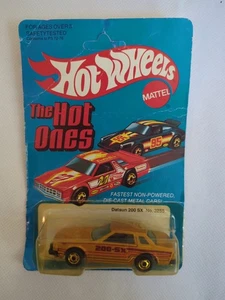 FOR AGES OVER 3
SAFETY TESTED
Hot Wheels
MATTEL
The Hot
Ones
FASTEST NON-POWERED
DIE-CAST METAL CARS!
Datsun 200 SX No.
200-SX